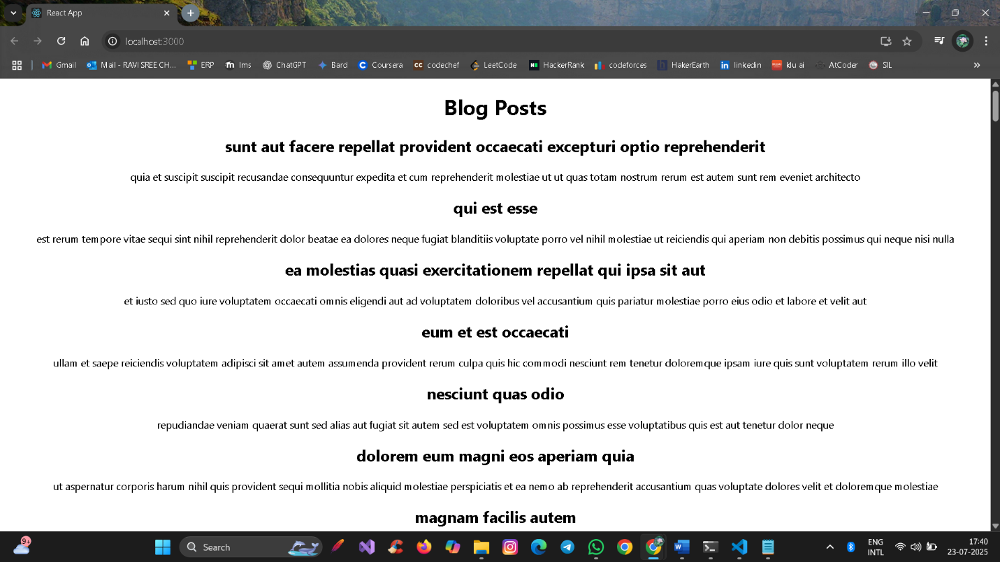 React App
localhost:3000
Gmail
Mail - RAVI SREE CH...
ERP
lms
ChatGPT
Bard
Coursera
codechef
LeetCode
HackerRank
codeforces
HakerEarth
linkedin
klu ai
AtCoder
SIL
Blog Posts
sunt aut facere repellat provident occaecati excepturi optio reprehenderit
quia et suscipit suscipit recusandae consequuntur expedita et cum reprehenderit molestiae ut ut quas totam nostrum rerum est autem sunt rem eveniet architecto
qui est esse
est rerum tempore vitae sequi sint nihil reprehenderit dolor beatae ea dolores neque fugiat blanditiis voluptate porro vel nihil molestiae ut reiciendis qui aperiam non debitis possimus qui neque nisi nulla
ea molestias quasi exercitationem repellat qui ipsa sit aut
et iusto sed quo iure voluptatem occaecati omnis eligendi aut ad voluptatem doloribus vel accusantium quis pariatur molestiae porro eius odio et labore et velit aut
eum et est occaecati
ullam et saepe reiciendis voluptatem adipisci sit amet autem assumenda provident rerum culpa quis hic commodi nesciunt rem tenetur doloremque ipsam iure quis sunt voluptatem rerum illo velit
nesciunt quas odio
repudiandae veniam quaerat sunt sed alias aut fugiat sit autem sed est voluptatem omnis possimus esse voluptatibus quis est aut tenetur dolor neque
dolorem eum magni eos aperiam quia
ut aspernatur corporis harum nihil quis provident sequi mollitia nobis aliquid molestiae perspiciatis et ea nemo ab reprehenderit accusantium quas voluptate dolores velit et doloremque molestiae
magnam facilis autem
9+
Search
ENG
INTL
17:40
23-07-2025